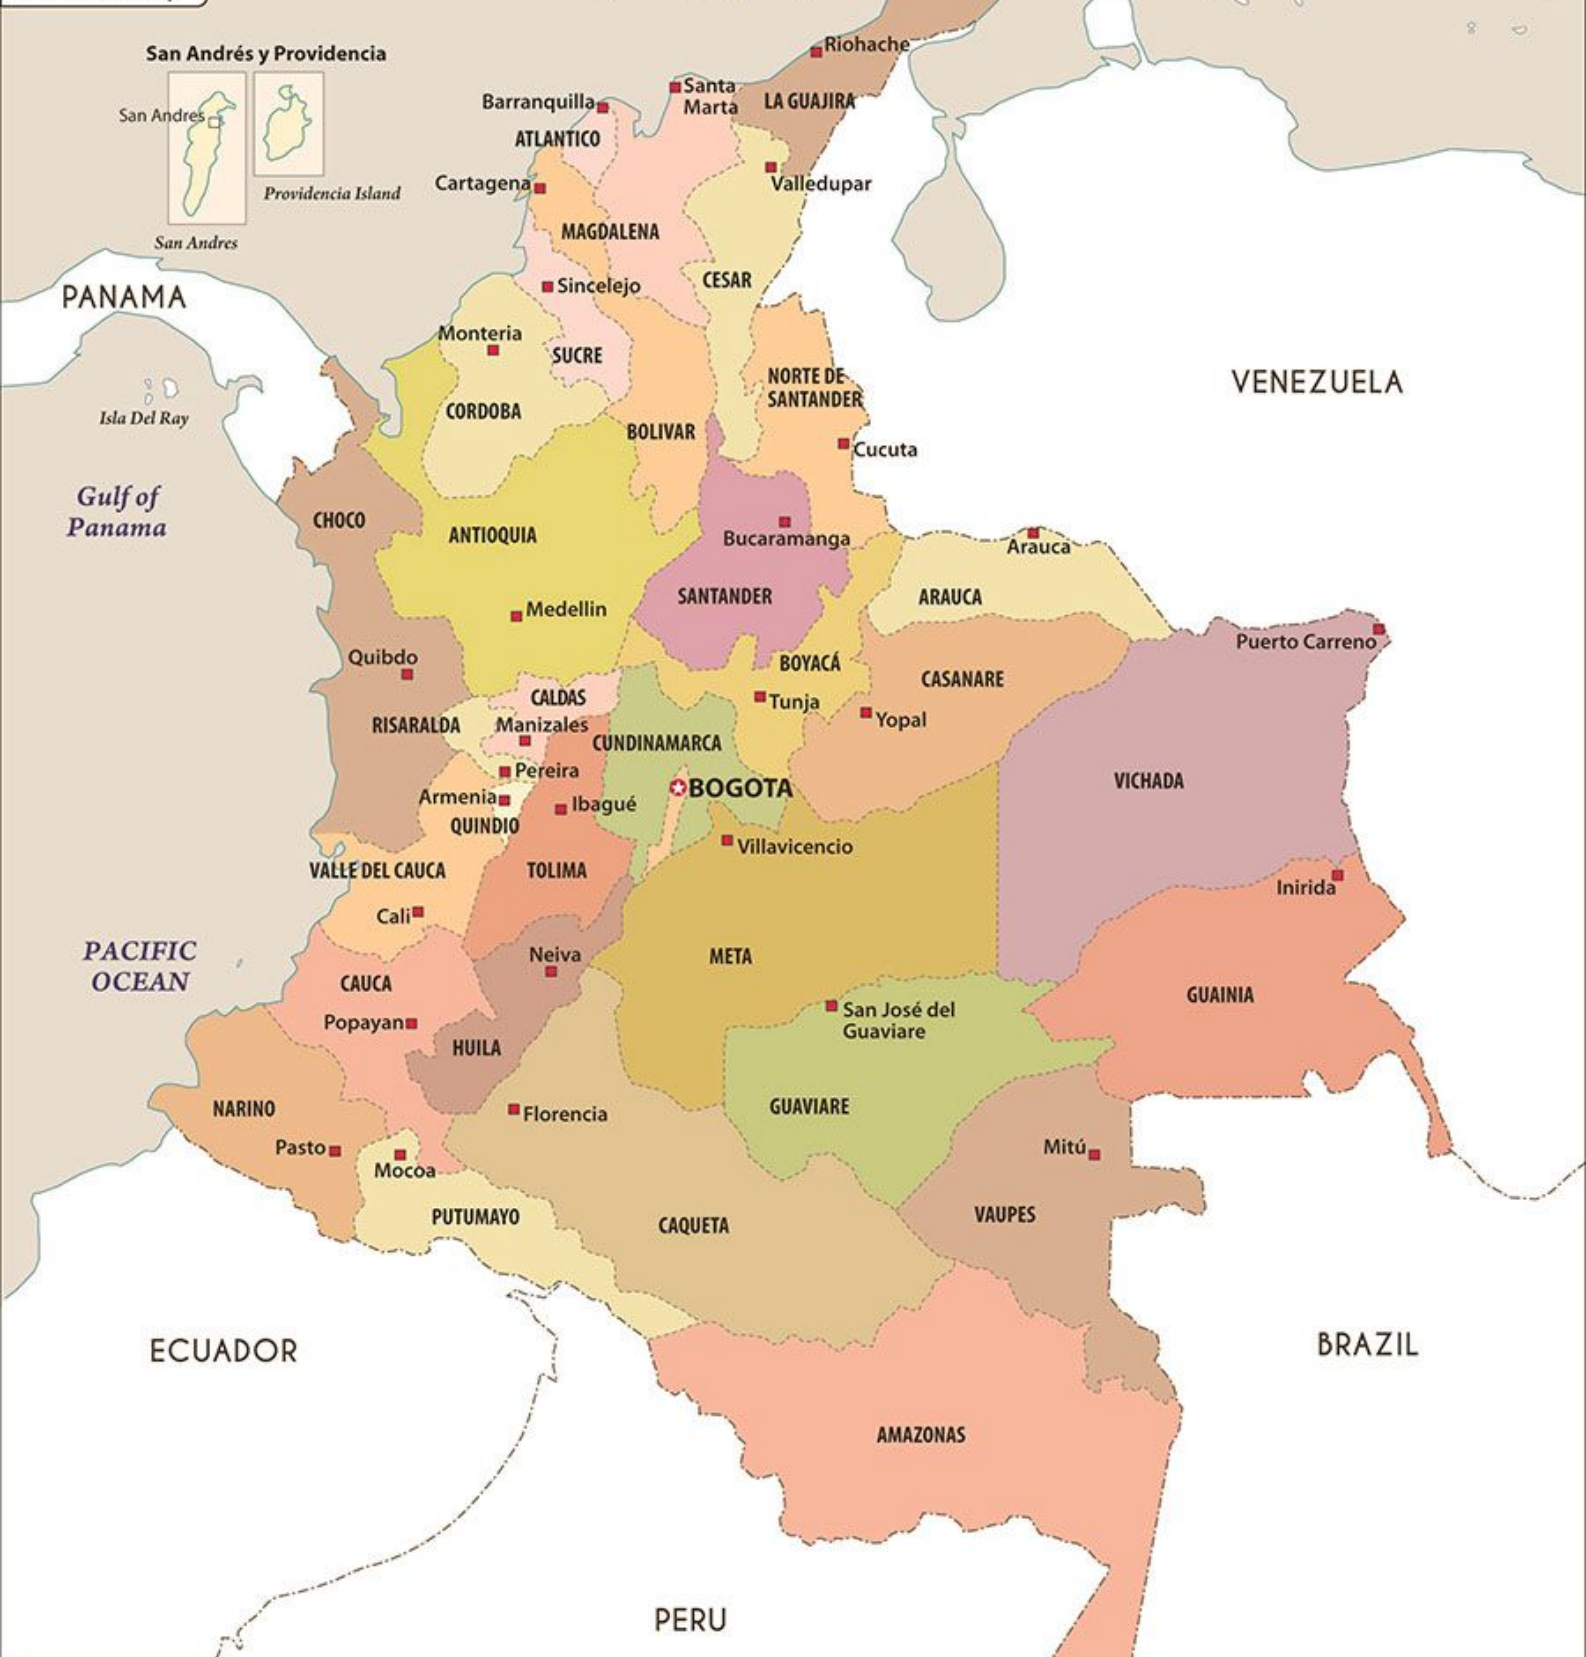 San Andrés y Providencia
San Andres
Providencia Island
San Andres
PANAMA
Isla Del Ray
Gulf of
Panama
PACIFIC
OCEAN
ECUADOR
PERU
BRAZIL
VENEZUELA
Riohache
Santa
Marta
LA GUAJIRA
Barranquilla
ATLANTICO
Cartagena
Valledupar
MAGDALENA
CESAR
Sincelejo
Monteria
SUCRE
CORDOBA
BOLIVAR
NORTE DE
SANTANDER
Cucuta
CHOCO
ANTIOQUIA
Bucaramanga
Arauca
SANTANDER
ARAUCA
Medellin
Puerto Carreno
Quibdo
BOYACÁ
CASANARE
CALDAS
Tunja
Yopal
RISARALDA
Manizales
CUNDINAMARCA
Pereira
BOGOTA
VICHADA
Armenia
Ibagué
QUINDIO
Villavicencio
VALLE DEL CAUCA
TOLIMA
Inirida
Cali
Neiva
META
CAUCA
GUAINIA
Popayan
San José del
Guaviare
HUILA
NARINO
Florencia
GUAVIARE
Pasto
Mocoa
Mitú
PUTUMAYO
CAQUETA
VAUPES
AMAZONAS